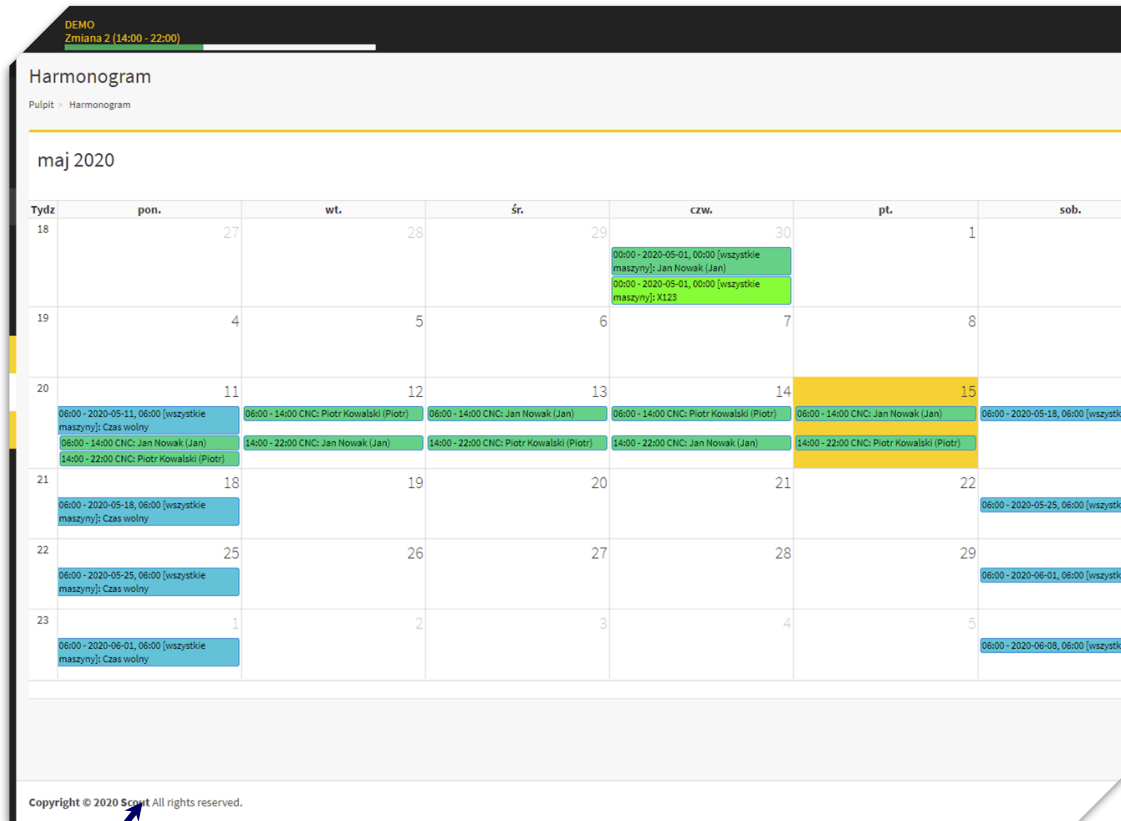 DEMO
Zmiana 2 (14:00 - 22:00)
Harmonogram
Pulpit > Harmonogram
maj 2020
Tydz pon. wt. śr. czw. pt. sob.
18 27 28 29 30 1
00:00 - 2020-05-01, 00:00 [wszystkie
maszyny]: Jan Nowak (Jan)
00:00 - 2020-05-01, 00:00 [wszystkie
maszyny]: X123
19 4 5 6 7 8
20 11 12 13 14 15
06:00 - 2020-05-11, 06:00 [wszystkie
maszyny]: Czas wolny
06:00 - 14:00 CNC: Jan Nowak (Jan)
14:00 - 22:00 CNC: Piotr Kowalski (Piotr)
06:00 - 14:00 CNC: Piotr Kowalski (Piotr)
14:00 - 22:00 CNC: Jan Nowak (Jan)
06:00 - 14:00 CNC: Jan Nowak (Jan)
14:00 - 22:00 CNC: Piotr Kowalski (Piotr)
06:00 - 14:00 CNC: Piotr Kowalski (Piotr)
14:00 - 22:00 CNC: Jan Nowak (Jan)
06:00 - 14:00 CNC: Jan Nowak (Jan)
14:00 - 22:00 CNC: Piotr Kowalski (Piotr)
06:00 - 2020-05-18, 06:00 [wszystk
21 18 19 20 21 22
06:00 - 2020-05-18, 06:00 [wszystkie
maszyny]: Czas wolny
06:00 - 2020-05-25, 06:00 [wszystk
22 25 26 27 28 29
06:00 - 2020-05-25, 06:00 [wszystkie
maszyny]: Czas wolny
06:00 - 2020-06-01, 06:00 [wszystk
23 1 2 3 4 5
06:00 - 2020-06-01, 06:00 [wszystkie
maszyny]: Czas wolny
06:00 - 2020-06-08, 06:00 [wszystk
Copyright © 2020 Scout All rights reserved.